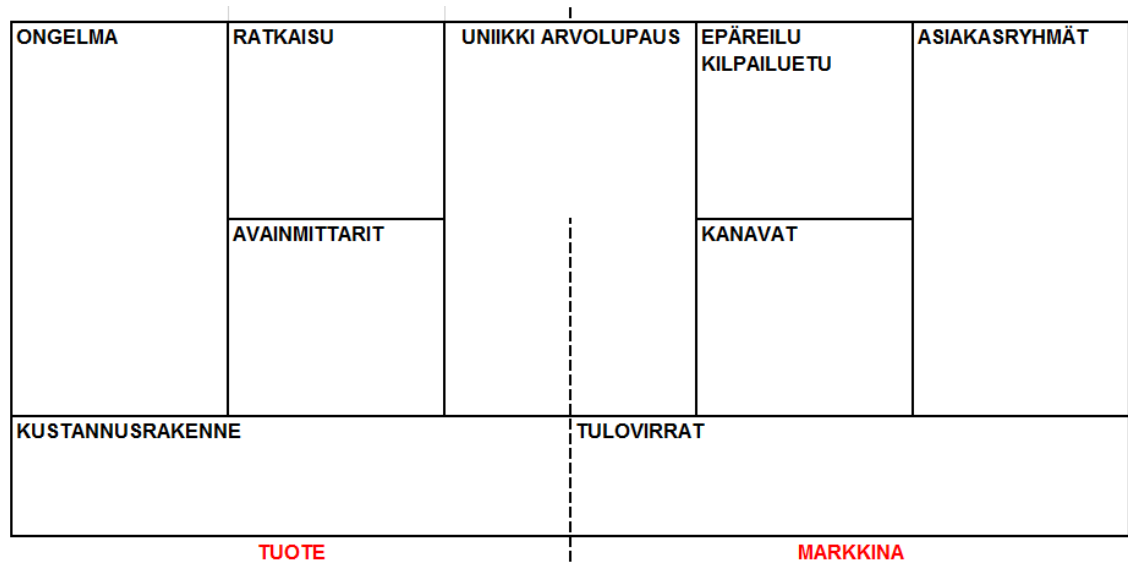 ONGELMA
RATKAISU
UNIIKKI ARVOLUPAUS
EPÄREILU
KILPAILUETU
ASIAKASRYHMÄT
AVAINMITTARIT
KANAVAT
KUSTANNUSRAKENNE
TULOVIRRAT
TUOTE
MARKKINA